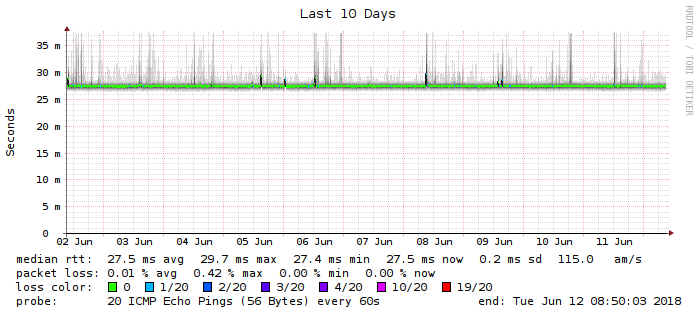 Last 10 Days
RRDTOOL / TOBI OETIKER
Seconds
35 m
30 m
25 m
20 m
15 m
10 m
5 m
0
02 Jun 03 Jun 04 Jun 05 Jun 06 Jun 07 Jun 08 Jun 09 Jun 10 Jun 11 Jun
median rtt: 27.5 ms avg 29.7 ms max 27.4 ms min 27.5 ms now 0.2 ms sd 115.0 am/s
packet loss: 0.01 % avg 0.42 % max 0.00 % min 0.00 % now
loss color: 0 1/20 2/20 3/20 4/20 10/20 19/20
probe: 20 ICMP Echo Pings (56 Bytes) every 60s end: Tue Jun 12 08:50:03 2018